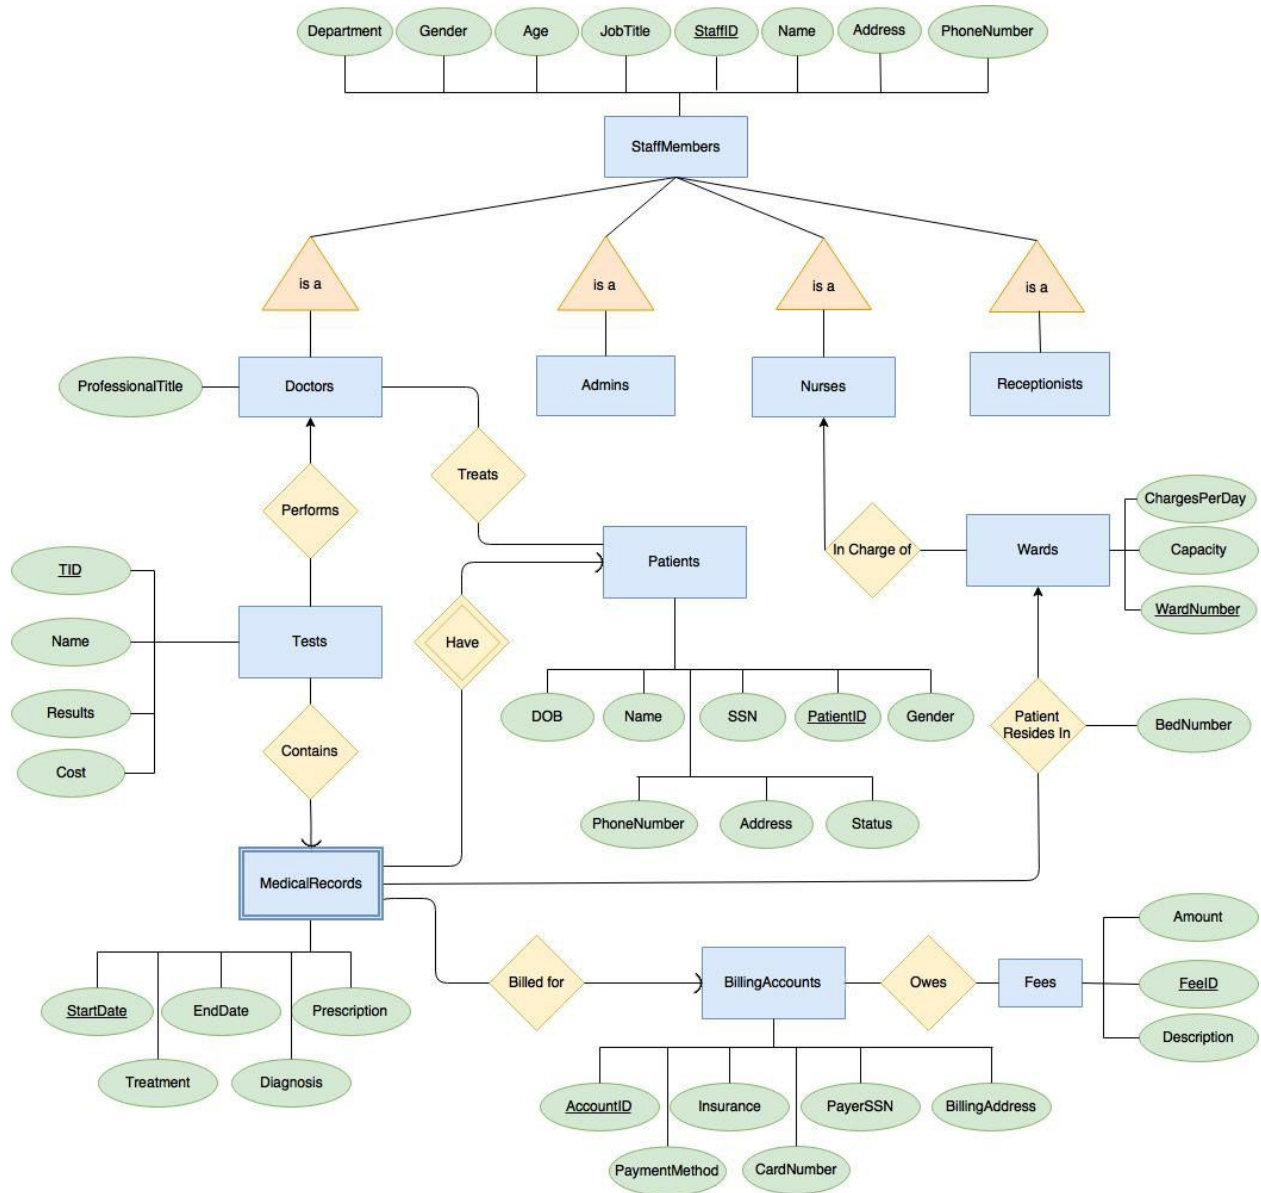 Department
Gender
Age
JobTitle
StaffID
Name
Address
PhoneNumber
StaffMembers
is a
is a
is a
is a
ProfessionalTitle
Doctors
Admins
Nurses
Receptionists
Treats
Performs
ChargesPerDay
In Charge of
Wards
Capacity
WardNumber
Patients
TID
Name
Tests
Have
Results
Cost
Contains
DOB
Name
SSN
PatientID
Gender
Patient
Resides In
BedNumber
PhoneNumber
Address
Status
MedicalRecords
Amount
Billed for
BillingAccounts
Owes
Fees
FeeID
Description
StartDate
EndDate
Prescription
Treatment
Diagnosis
AccountID
Insurance
PayerSSN
BillingAddress
PaymentMethod
CardNumber